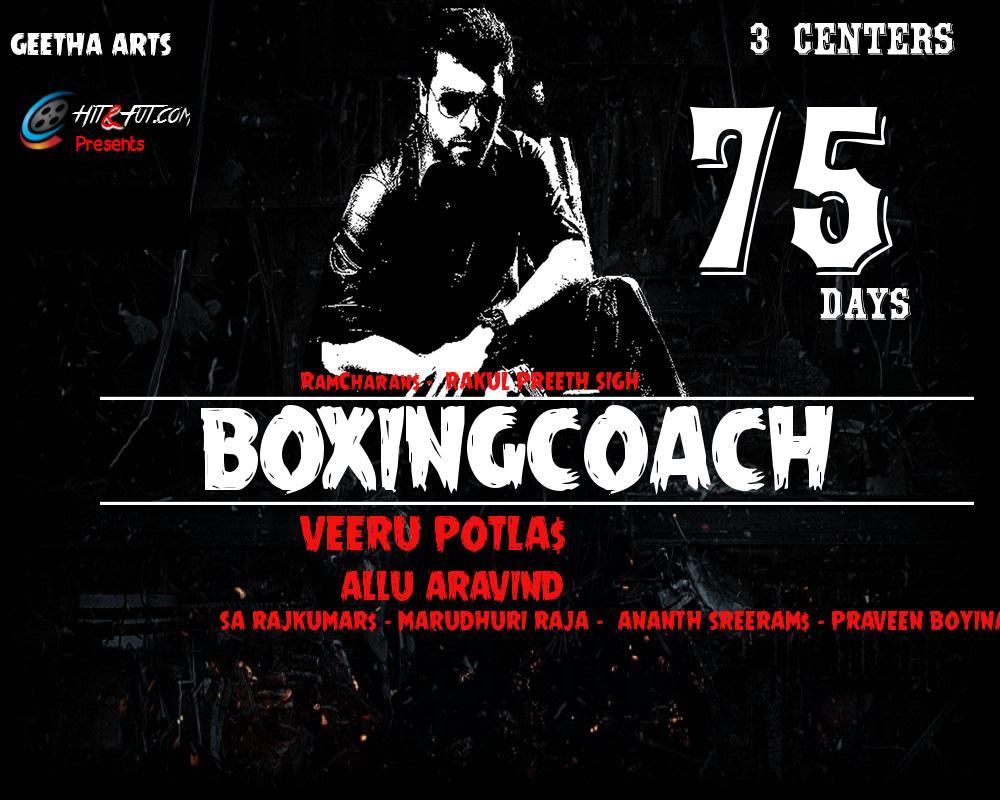 GEETHA ARTS
3 CENTERS
HIT&FUT.COM
Presents
75
DAYS
RAMCHARAN$ - RAKUL PREETH SIGH
BOXINGCOACH
VEERU POTLA$
ALLU ARAVIND
SA RAJKUMAR$ - MARUDHURI RAJA - ANANTH SREERAM$ - PRAVEEN BOYINA